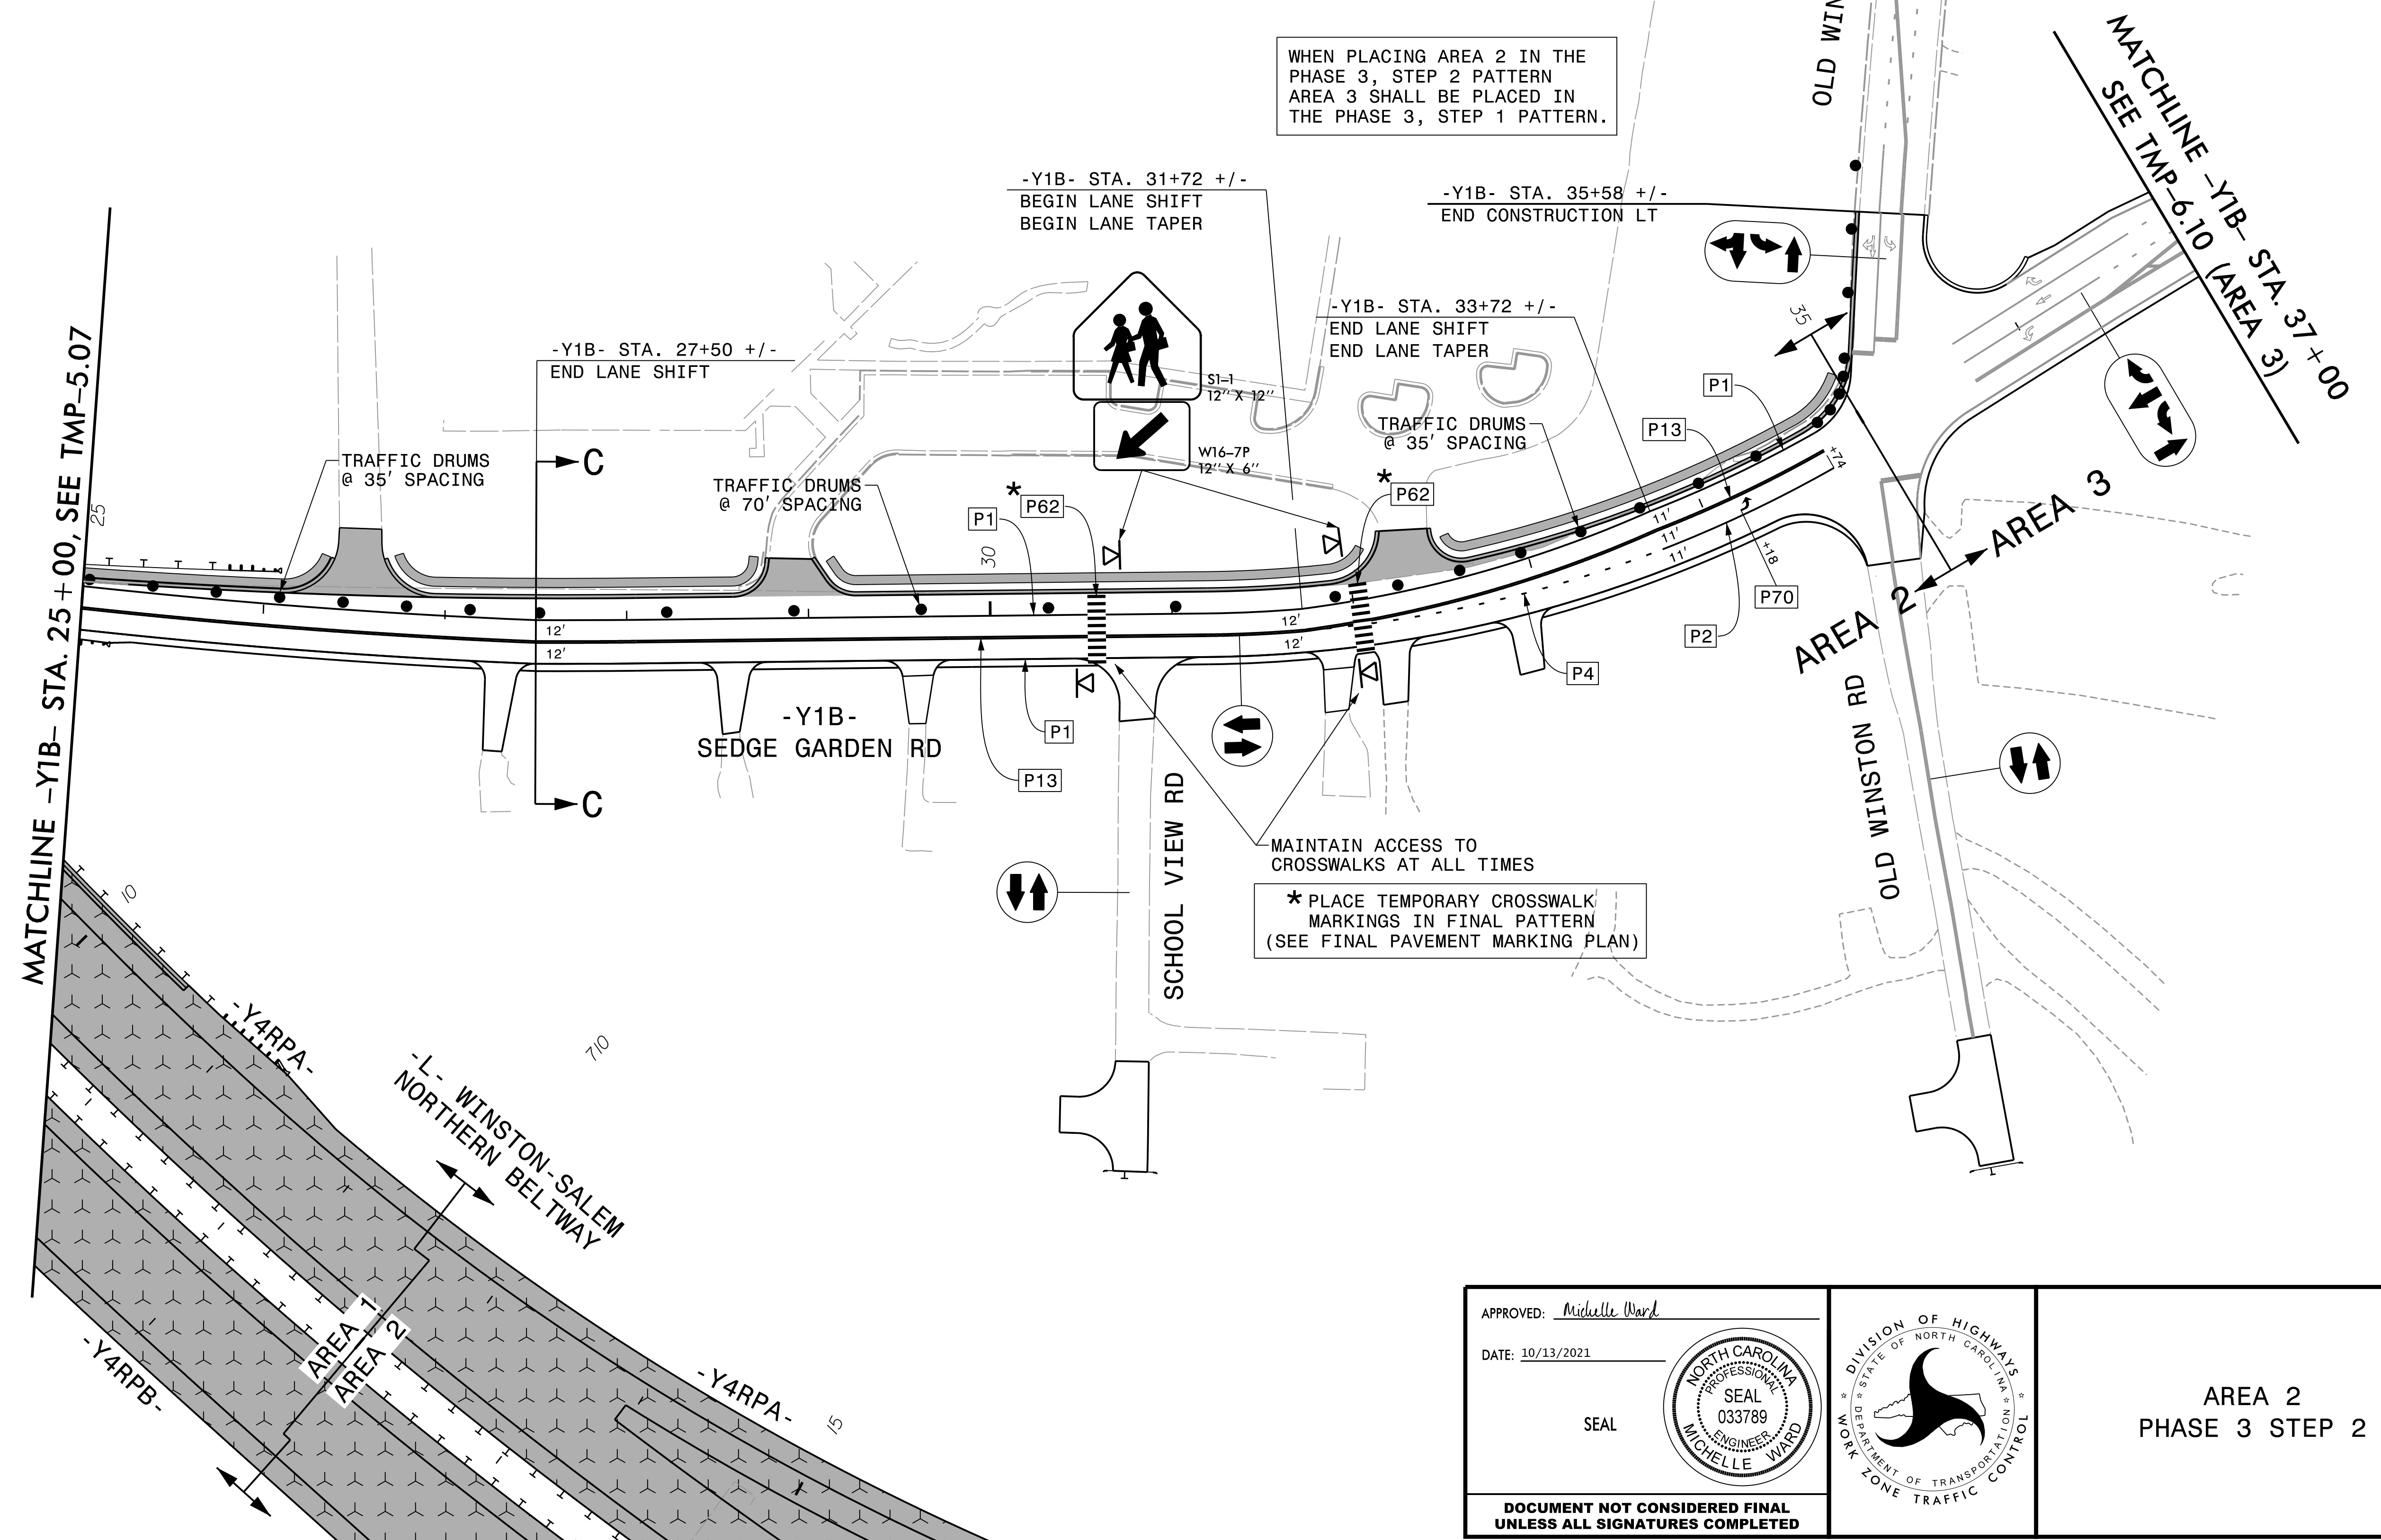 WHEN PLACING AREA 2 IN THE
PHASE 3, STEP 2 PATTERN
AREA 3 SHALL BE PLACED IN
THE PHASE 3, STEP 1 PATTERN.
OLD WIN
MATCHLINE -Y1B- STA. 37+00
SEE TMP-6.10 (AREA 3)
-Y1B- STA. 31+72 +/-
BEGIN LANE SHIFT
BEGIN LANE TAPER
-Y1B- STA. 35+58 +/-
END CONSTRUCTION LT
-Y1B- STA. 33+72 +/-
END LANE SHIFT
END LANE TAPER
35
-Y1B- STA. 27+50 +/-
END LANE SHIFT
S1-1
12" X 12"
W16-7P
12" X 6"
MATCHLINE -Y1B- STA. 25+00, SEE TMP-5.07
25
TRAFFIC DRUMS
@ 35' SPACING
C
TRAFFIC DRUMS
@ 70' SPACING
P1
*
P62
30
*
P62
TRAFFIC DRUMS
@ 35' SPACING
P13
P1
+74
11'
11'
11'
+18
P70
P2
P4
12'
12'
12'
12'
AREA 3
AREA 2
-Y1B-
SEDGE GARDEN RD
P1
P13
C
SCHOOL VIEW RD
OLD WINSTON RD
MAINTAIN ACCESS TO
CROSSWALKS AT ALL TIMES
* PLACE TEMPORARY CROSSWALK
MARKINGS IN FINAL PATTERN
(SEE FINAL PAVEMENT MARKING PLAN)
10
-Y4RPA-
710
-L- WINSTON-SALEM
NORTHERN BELTWAY
AREA 1
AREA 2
-Y4RPB-
-Y4RPA-
15
APPROVED: Michelle Ward
DATE: 10/13/2021
SEAL
NORTH CAROLINA
PROFESSIONAL
SEAL
033789
ENGINEER
MICHELLE WARD
DOCUMENT NOT CONSIDERED FINAL
UNLESS ALL SIGNATURES COMPLETED
DIVISION OF HIGHWAYS
STATE OF NORTH CAROLINA
DEPARTMENT OF TRANSPORTATION
WORK ZONE TRAFFIC CONTROL
AREA 2
PHASE 3 STEP 2